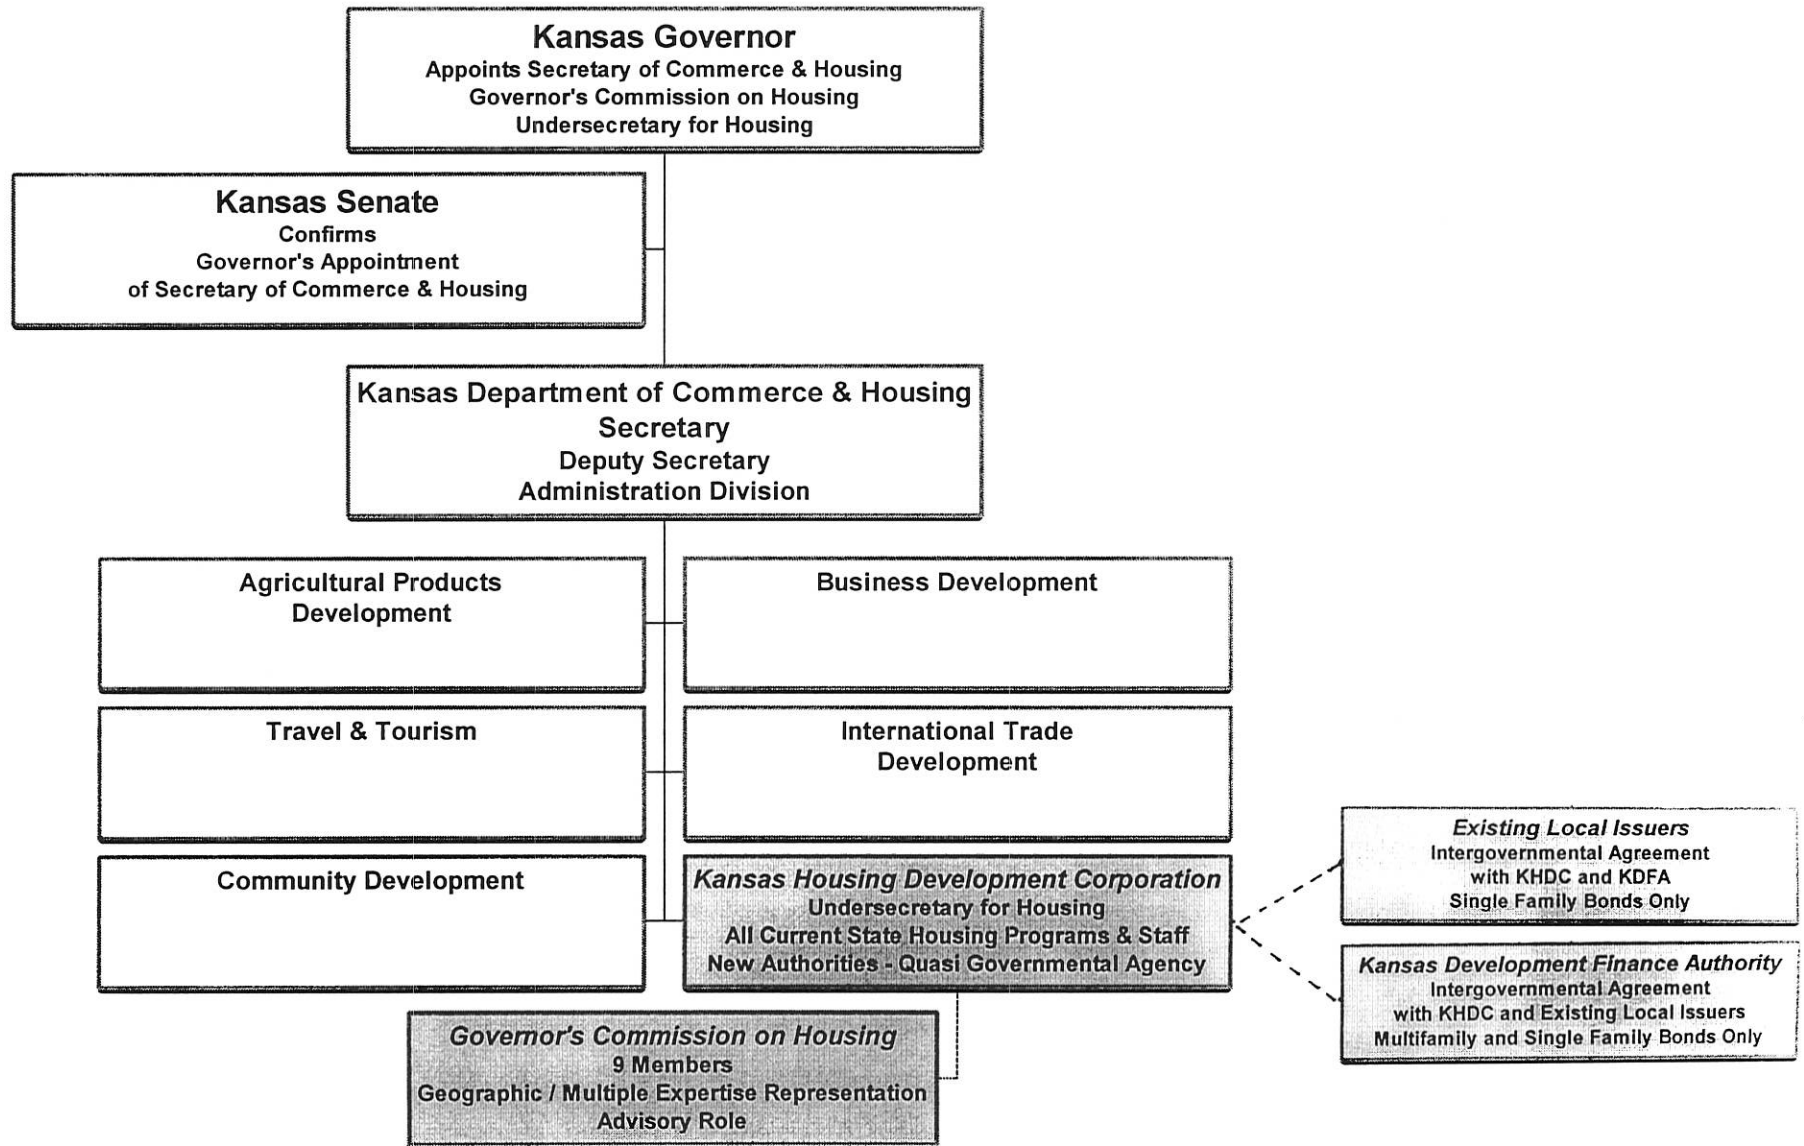 Kansas Governor
Appoints Secretary of Commerce & Housing
Governor's Commission on Housing
Undersecretary for Housing
Kansas Senate
Confirms
Governor's Appointment
of Secretary of Commerce & Housing
Kansas Department of Commerce & Housing
Secretary
Deputy Secretary
Administration Division
Agricultural Products
Development
Business Development
Travel & Tourism
International Trade
Development
Community Development
Kansas Housing Development Corporation
Undersecretary for Housing
All Current State Housing Programs & Staff
New Authorities - Quasi Governmental Agency
Existing Local Issuers
Intergovernmental Agreement
with KHDC and KDFA
Single Family Bonds Only
Kansas Development Finance Authority
Intergovernmental Agreement
with KHDC and Existing Local Issuers
Multifamily and Single Family Bonds Only
Governor's Commission on Housing
9 Members
Geographic / Multiple Expertise Representation
Advisory Role